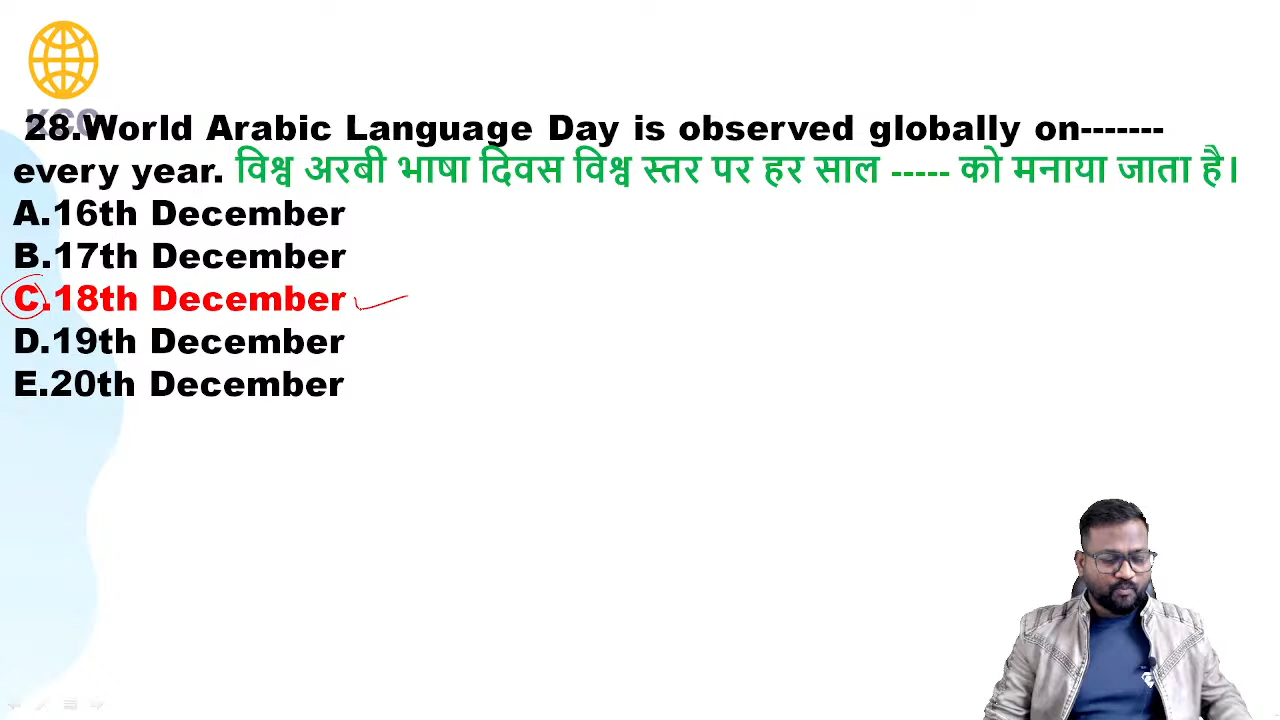 KGS
28.World Arabic Language Day is observed globally on-------
every year. विश्व अरबी भाषा दिवस विश्व स्तर पर हर साल ----- को मनाया जाता है।
A.16th December
B.17th December
C.18th December
D.19th December
E.20th December